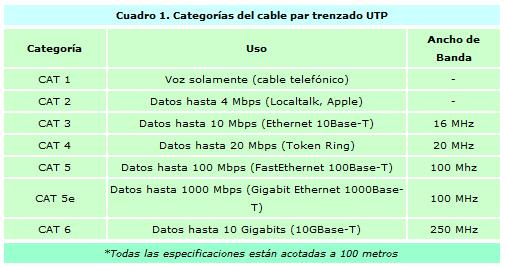 Cuadro 1. Categorías del cable par trenzado UTP
Categoría Uso Ancho de Banda
CAT 1 Voz solamente (cable telefónico) -
CAT 2 Datos hasta 4 Mbps (Localtalk, Apple) -
CAT 3 Datos hasta 10 Mbps (Ethernet 10Base-T) 16 MHz
CAT 4 Datos hasta 20 Mbps (Token Ring) 20 MHz
CAT 5 Datos hasta 100 Mbps (FastEthernet 100Base-T) 100 Mhz
CAT 5e Datos hasta 1000 Mbps (Gigabit Ethernet 1000Base-T) 100 MHz
CAT 6 Datos hasta 10 Gigabits (10GBase-T) 250 MHz
*Todas las especificaciones están acotadas a 100 metros